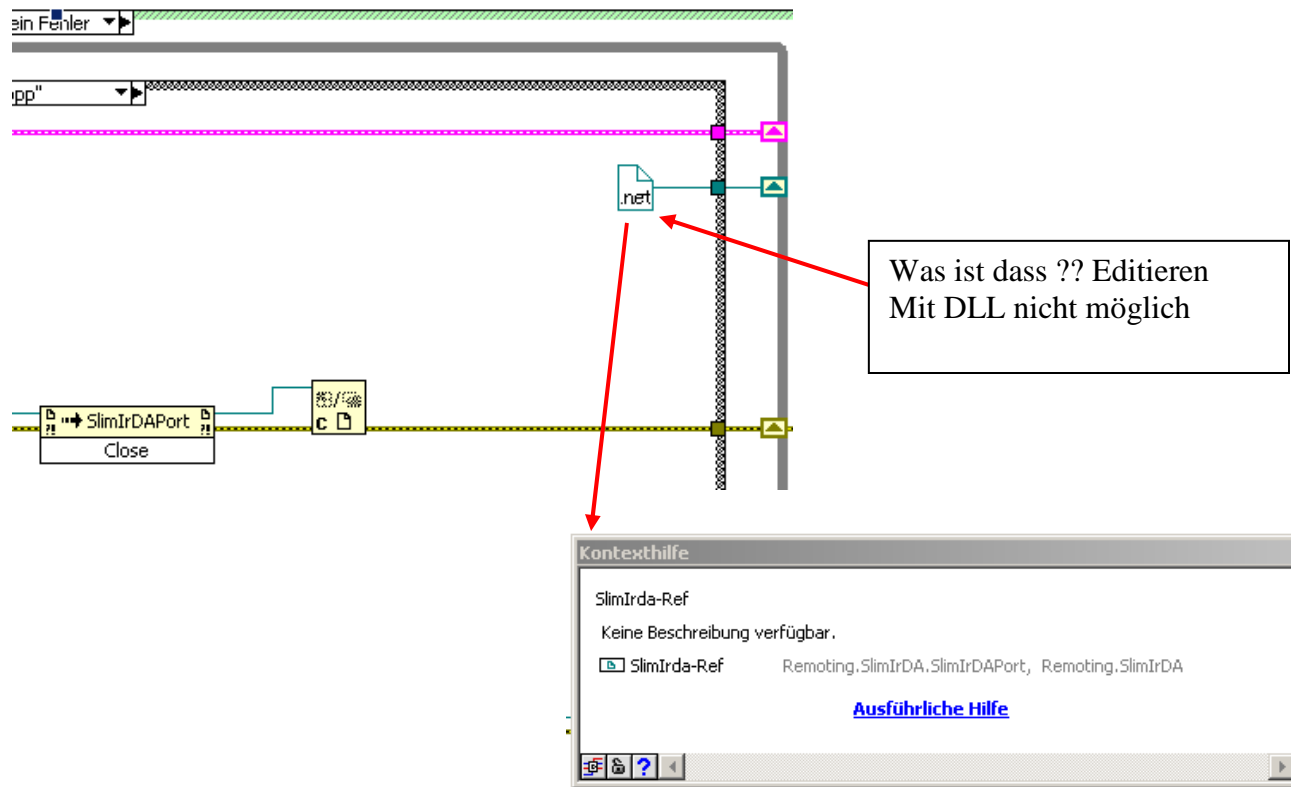 ein Fehler
opp"
.net
Was ist dass ?? Editieren
Mit DLL nicht möglich
SlimIrDAPort
Close
C
Kontexthilfe
SlimIrda-Ref
Keine Beschreibung verfügbar.
SlimIrda-Ref Remoting.SlimIrDA.SlimIrDAPort, Remoting.SlimIrDA
Ausführliche Hilfe
?